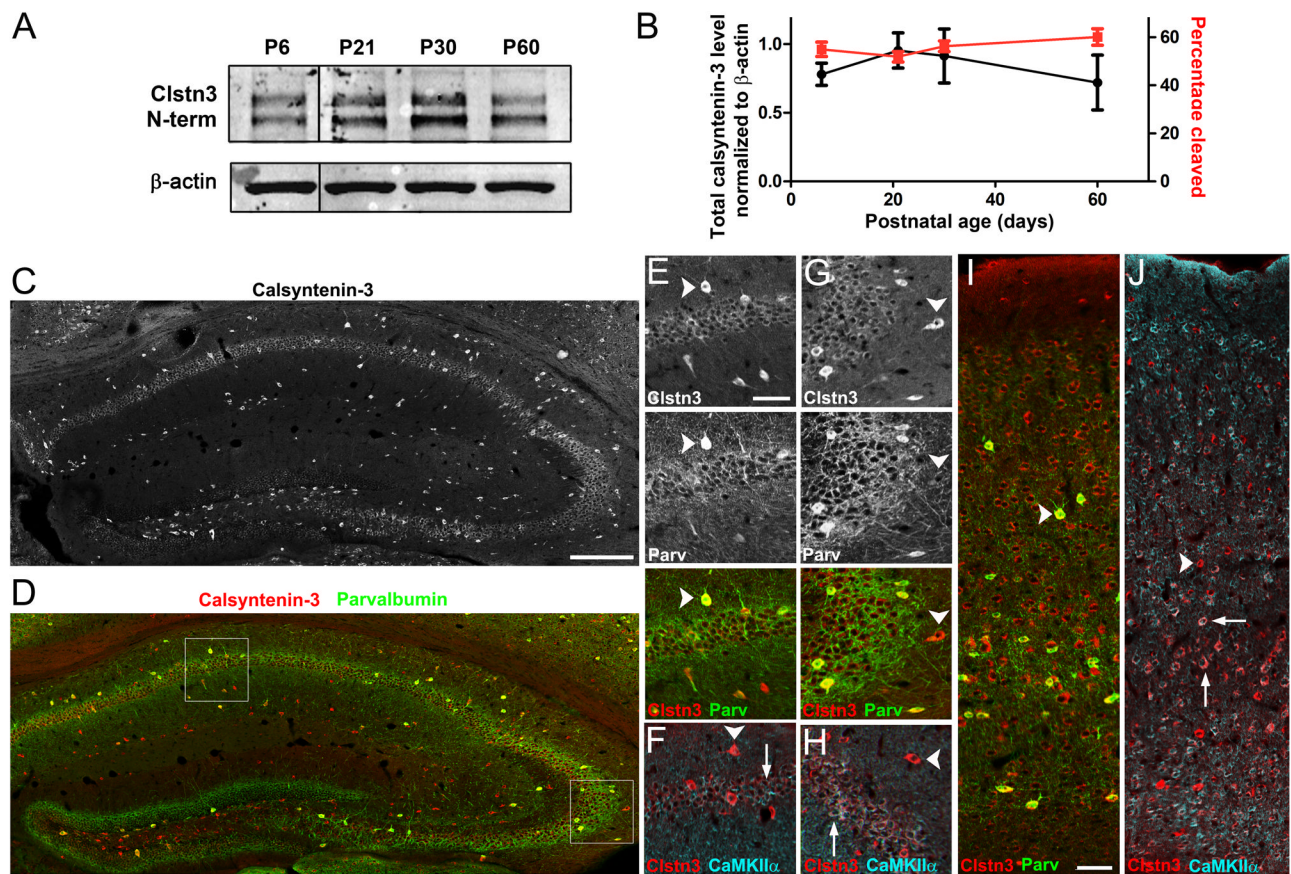 A
P6 P21 P30 P60
Clstn3
N-term
β-actin
B
Total calsyntenin-3 level
normalized to β-actin
1.0
0.5
0.0
0 20 40 60
Postnatal age (days)
60
40
20
0
Percentage cleaved
C
Calsyntenin-3
D
Calsyntenin-3 Parvalbumin
E
Clstn3
Parv
Clstn3 Parv
F
Clstn3 CaMKIIα
G
Clstn3
Parv
Clstn3 Parv
H
Clstn3 CaMKIIα
I
Clstn3 Parv
J
Clstn3 CaMKIIα